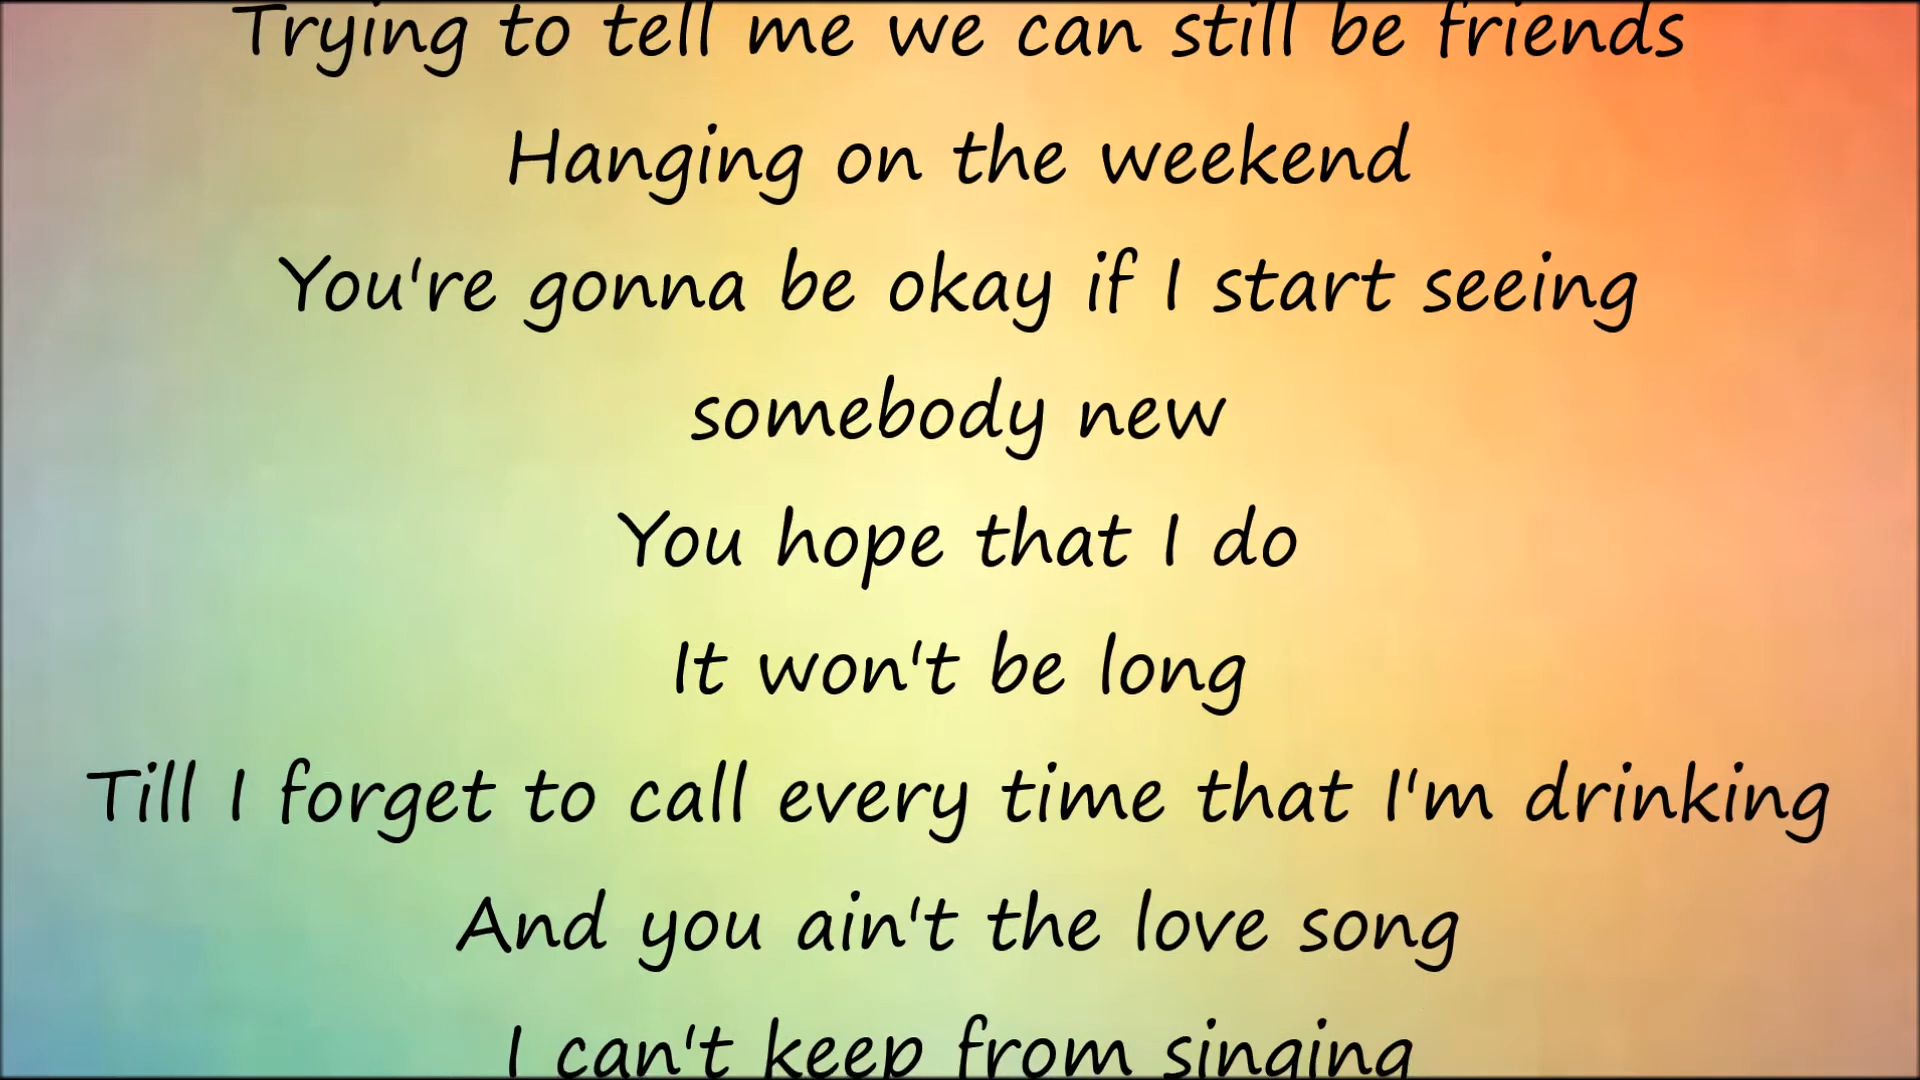 Trying to tell me we can still be friends
Hanging on the weekend
You're gonna be okay if I start seeing
somebody new
You hope that I do
It won't be long
Till I forget to call every time that I'm drinking
And you ain't the love song
I can't keep from singing